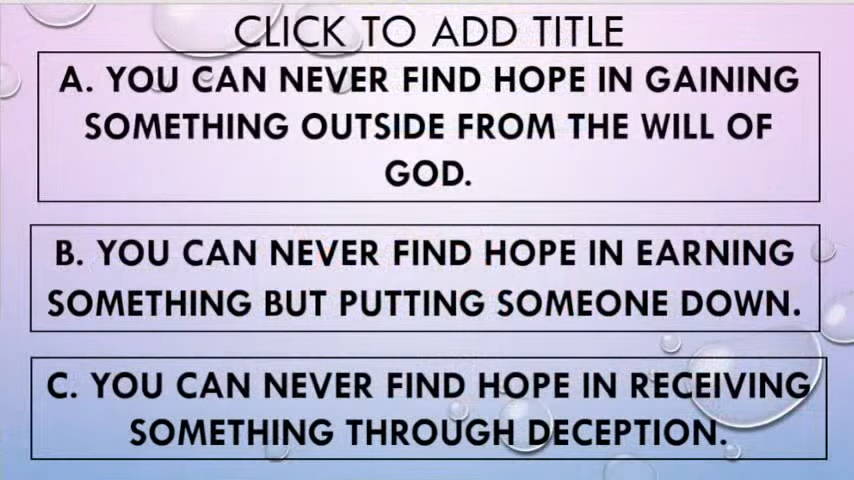 CLICK TO ADD TITLE
A. YOU CAN NEVER FIND HOPE IN GAINING
SOMETHING OUTSIDE FROM THE WILL OF
GOD.
B. YOU CAN NEVER FIND HOPE IN EARNING
SOMETHING BUT PUTTING SOMEONE DOWN.
C. YOU CAN NEVER FIND HOPE IN RECEIVING
SOMETHING THROUGH DECEPTION.